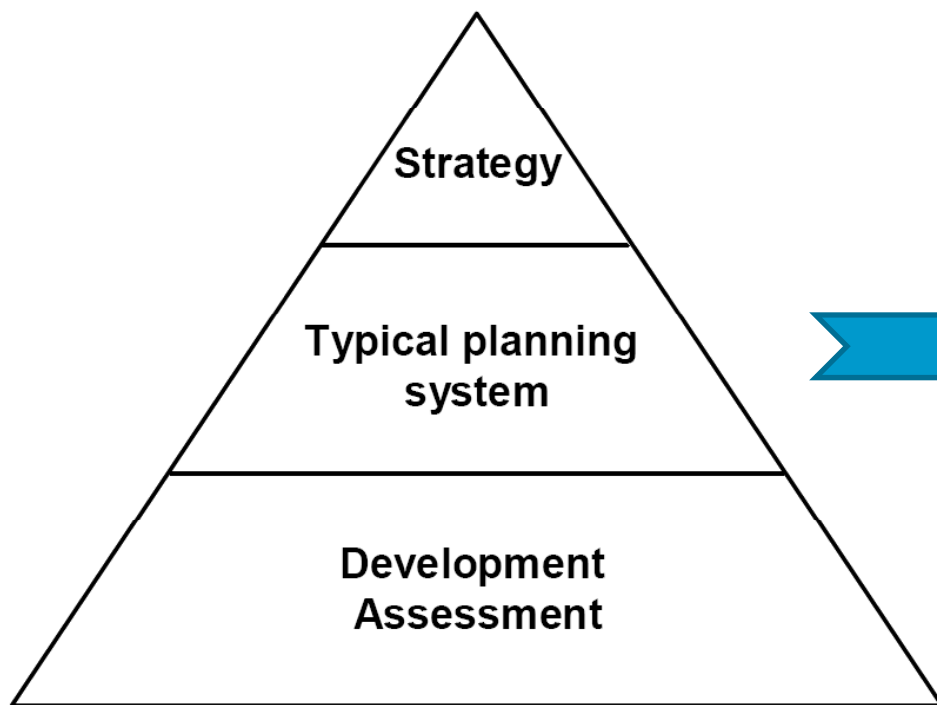 Strategy
Typical planning
system
Development
Assessment